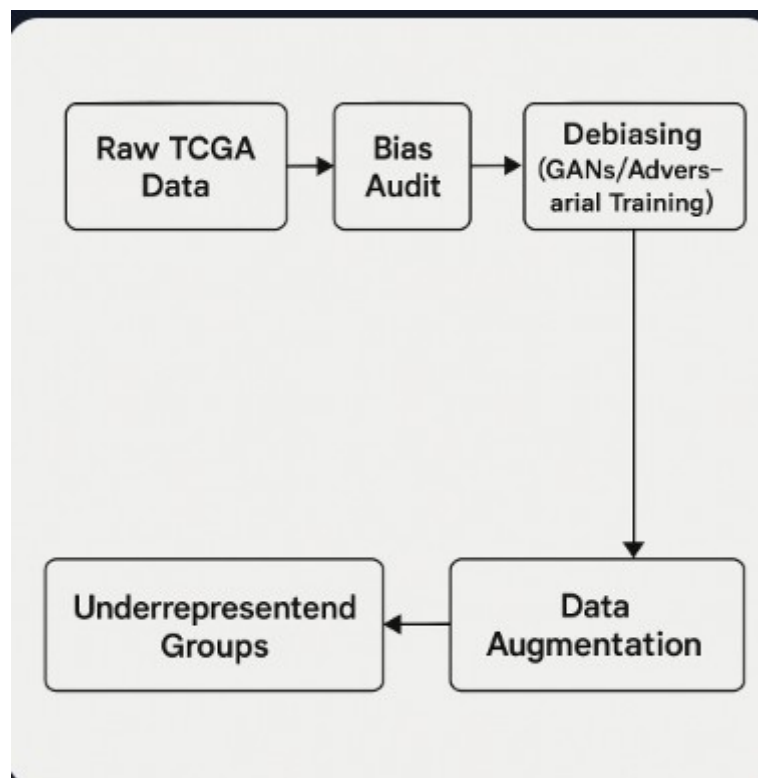 Raw TCGA
Data
Bias
Audit
Debiasing
(GANs/Advers-
arial Training)
Underrepresentend
Groups
Data
Augmentation